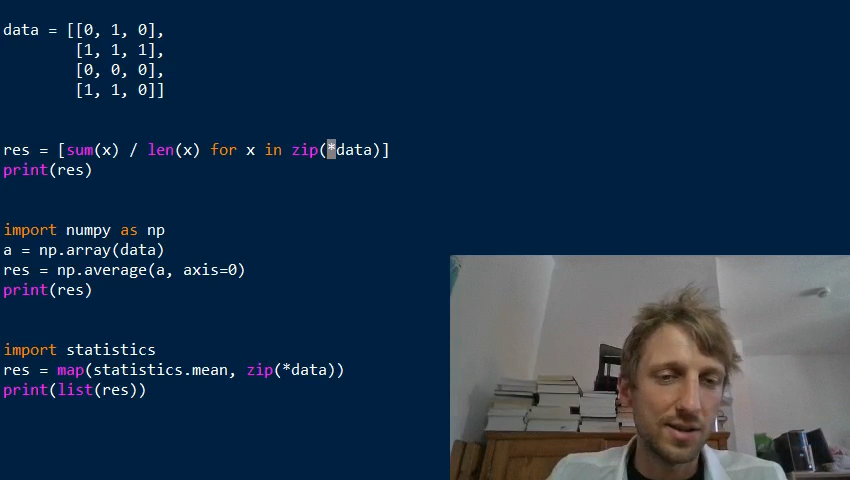 data = [[0, 1, 0],
[1, 1, 1],
[0, 0, 0],
[1, 1, 0]]
res = [sum(x) / len(x) for x in zip(*data)]
print(res)
import numpy as np
a = np.array(data)
res = np.average(a, axis=0)
print(res)
import statistics
res = map(statistics.mean, zip(*data))
print(list(res))